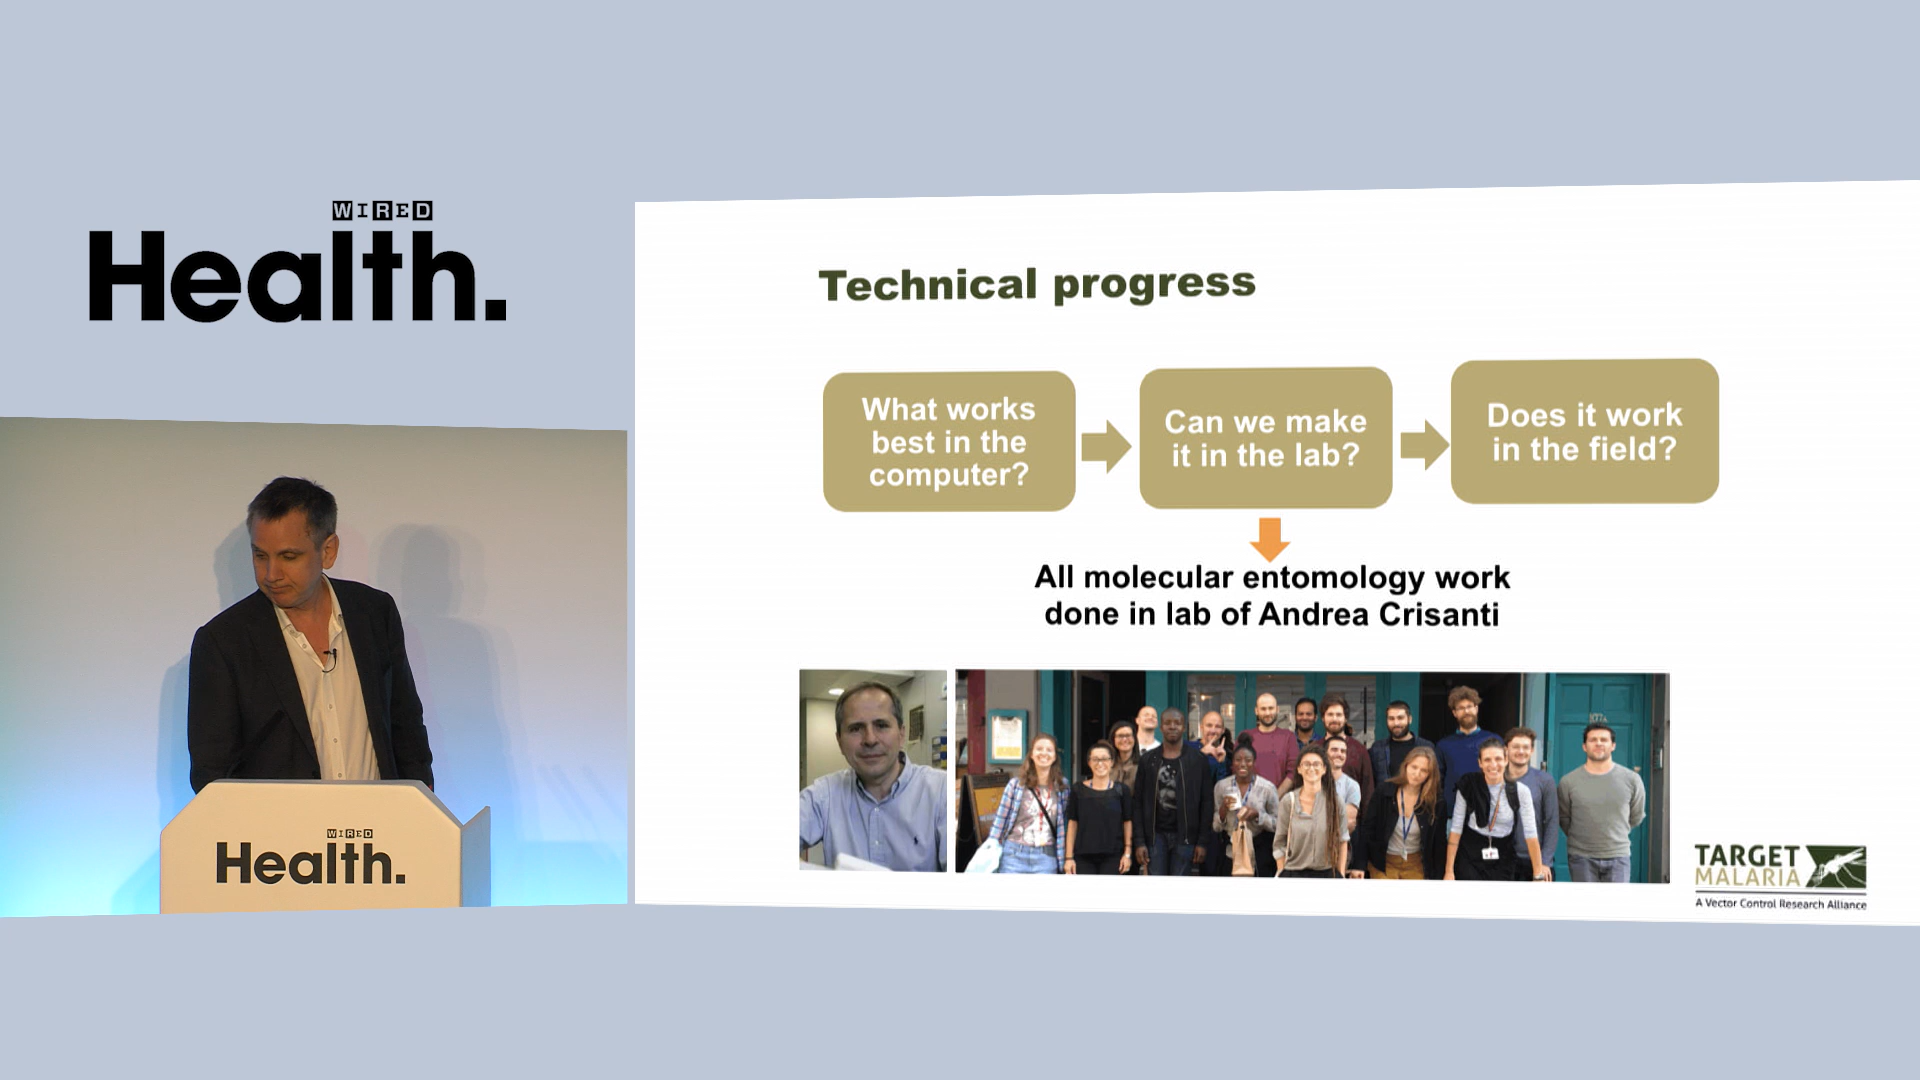 WIRED
Health.
Technical progress
What works
best in the
computer?
Can we make
it in the lab?
Does it work
in the field?
All molecular entomology work
done in lab of Andrea Crisanti
107A
TARGET
MALARIA
A Vector Control Research Alliance
WIRED
Health.